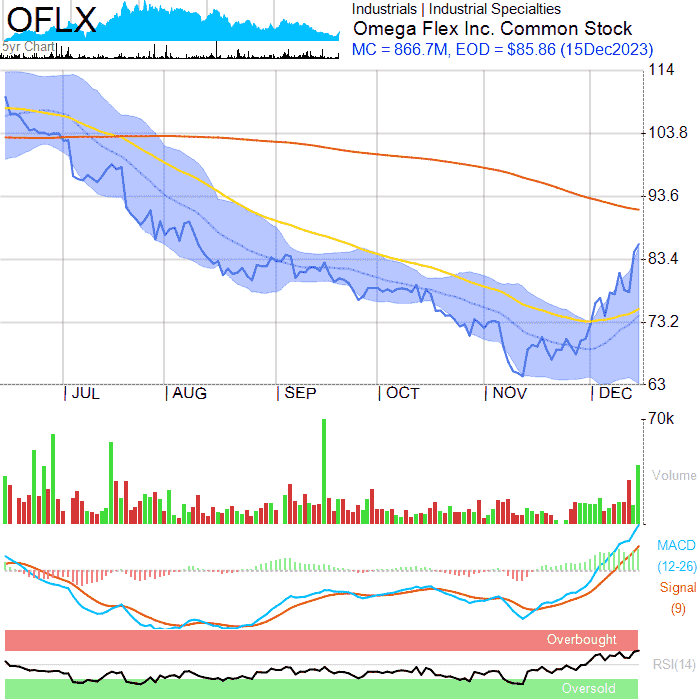 OFLX
5yr Chart
Industrials | Industrial Specialties
Omega Flex Inc. Common Stock
MC = 866.7M, EOD = $85.86 (15Dec2023)
114
103.8
93.6
83.4
73.2
63
JUL AUG SEP OCT NOV DEC
70k
Volume
MACD
(12-26)
Signal
(9)
Overbought
RSI(14)
Oversold